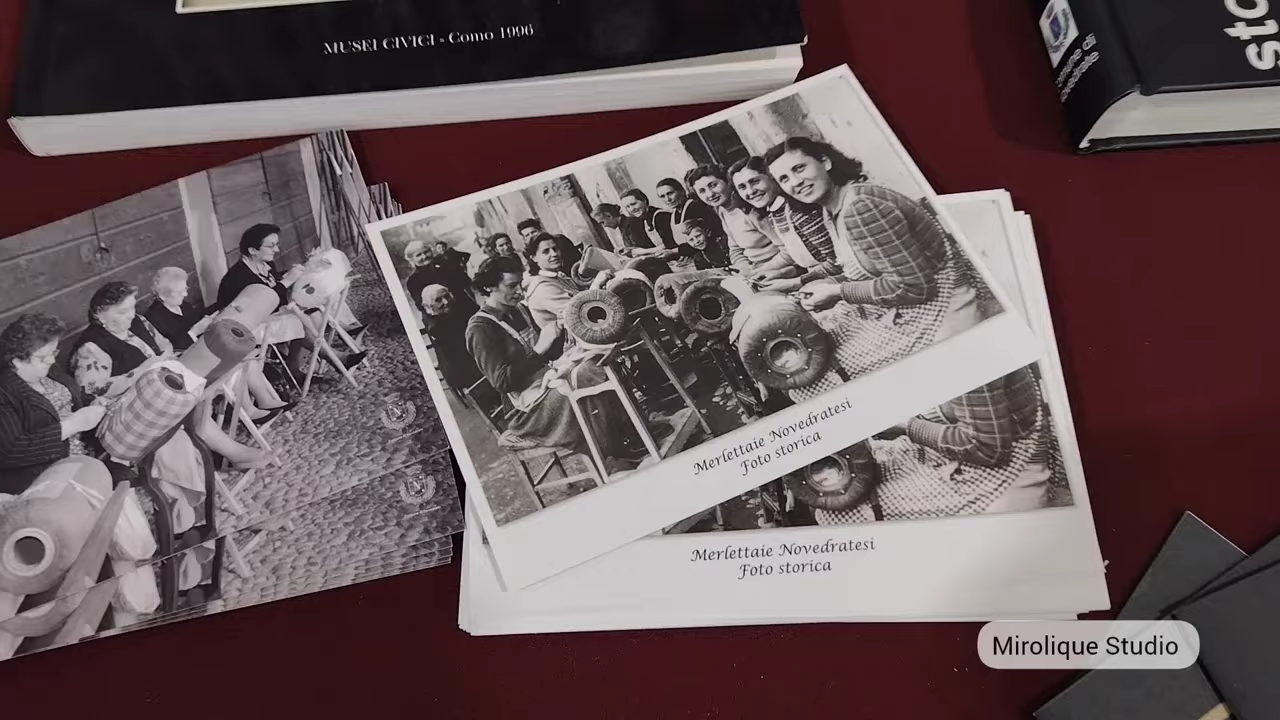 MUSEI CIVICI - Como 1996
sto
Merlettaie Novedratesi
Foto storica
Merlettaie Novedratesi
Foto storica
Mirolique Studio